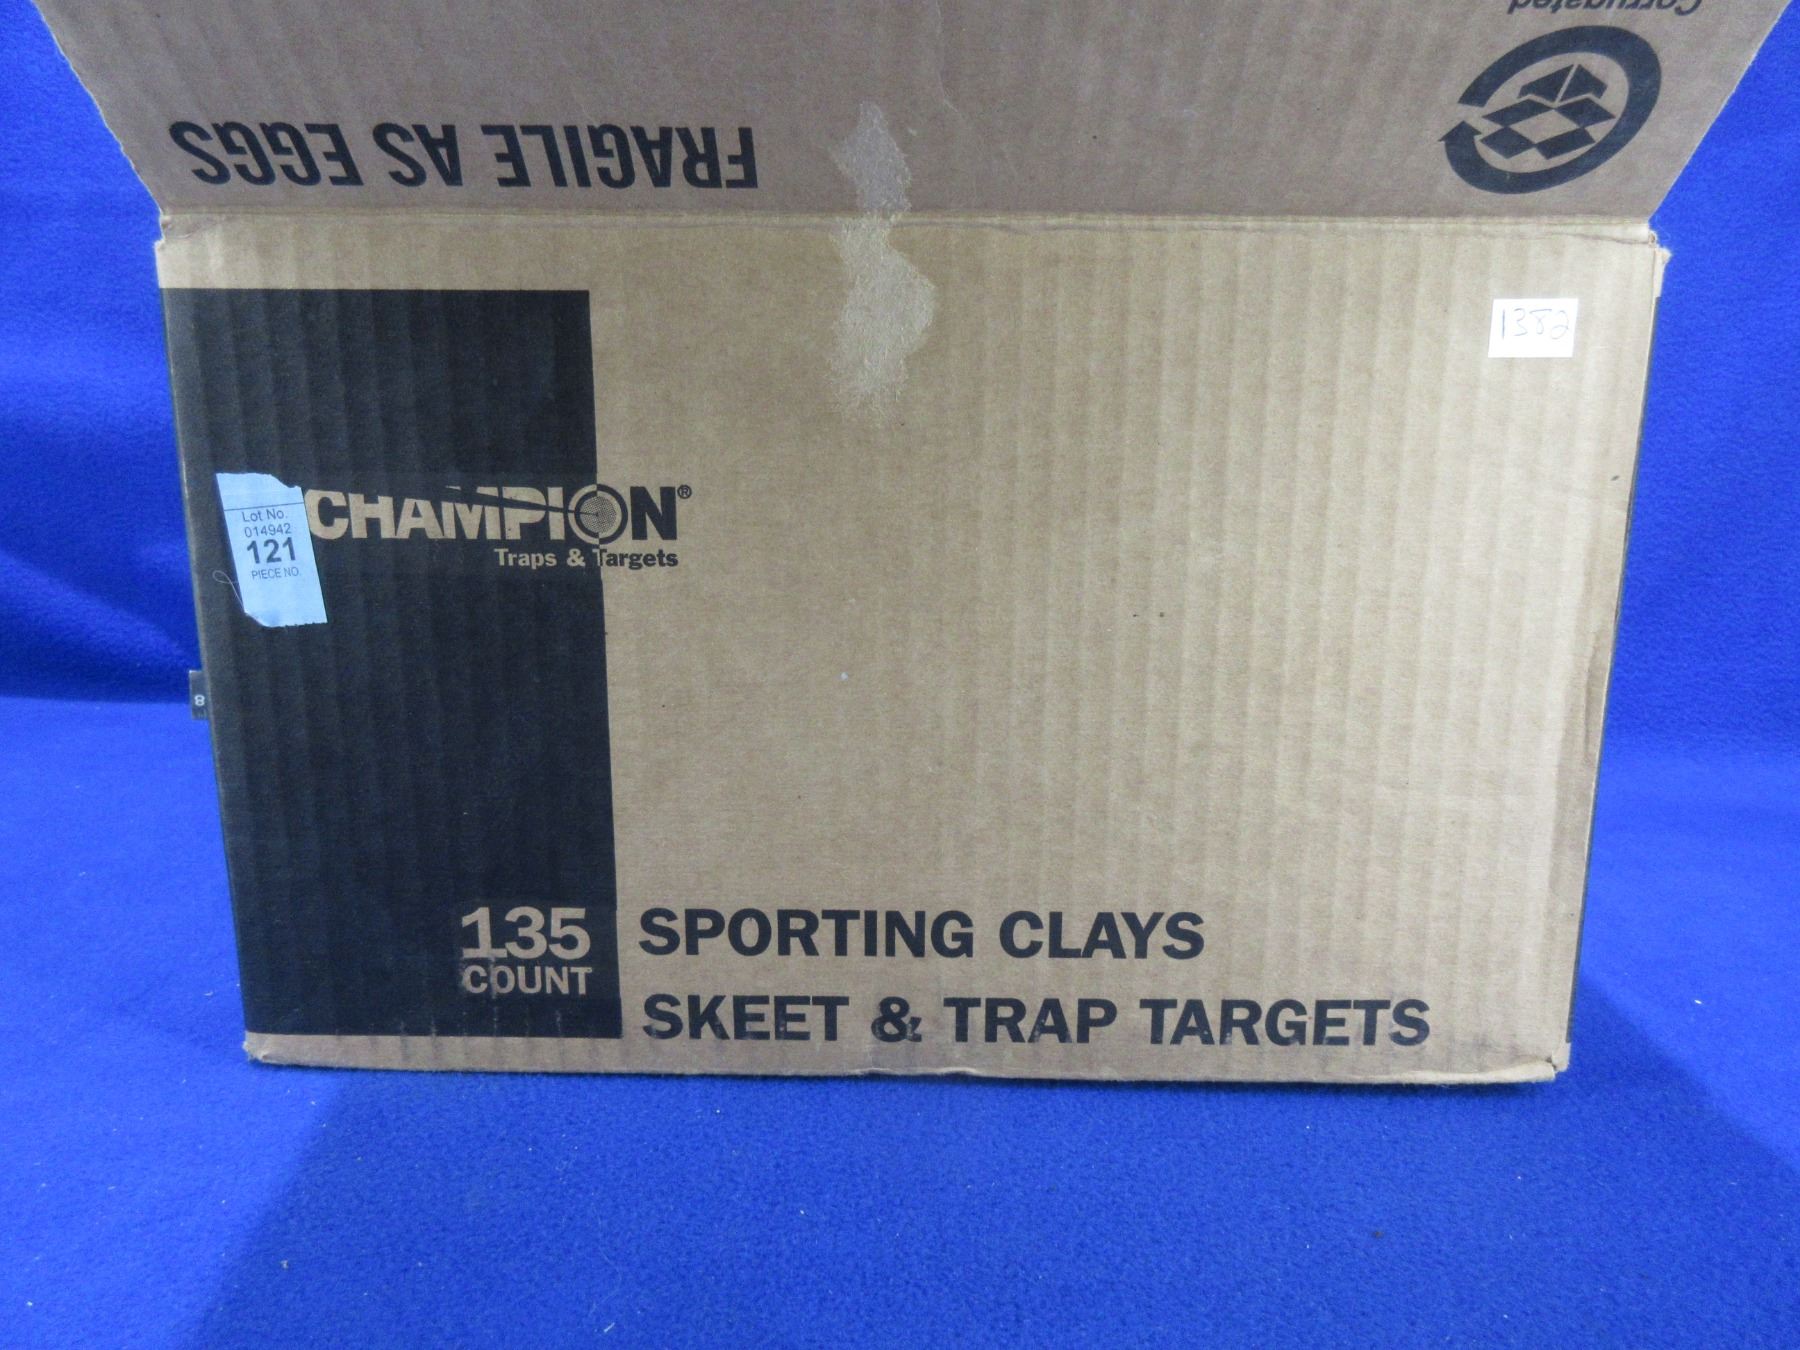 Corrugated
FRAGILE AS EGGS
1382
CHAMPION®
Traps & Targets
Lot No.
014942
121
PIECE NO.
8
135
COUNT
SPORTING CLAYS
SKEET & TRAP TARGETS